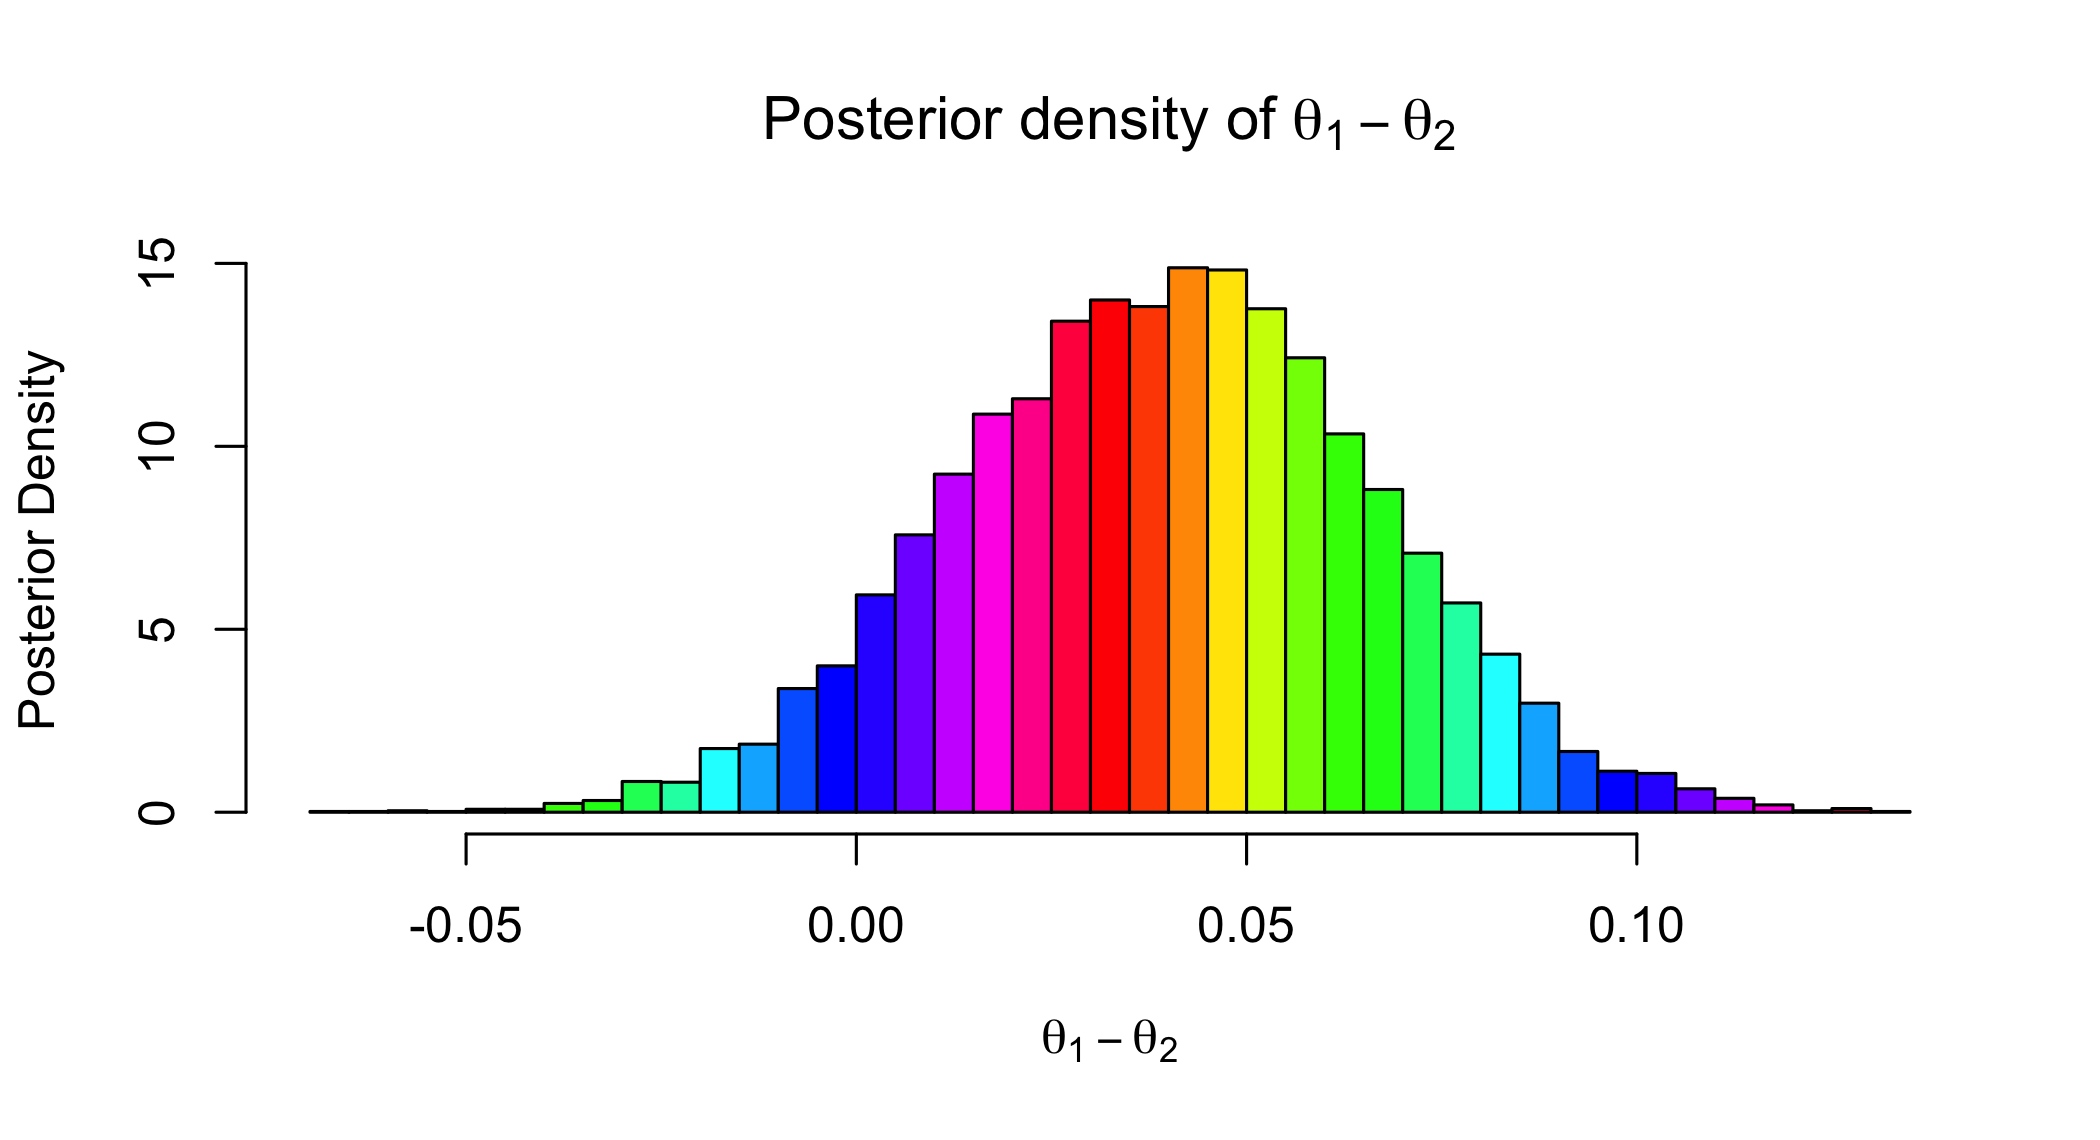 Posterior density of θ₁ – θ₂
Posterior Density
15
10
5
0
-0.05 0.00 0.05 0.10
θ₁ – θ₂